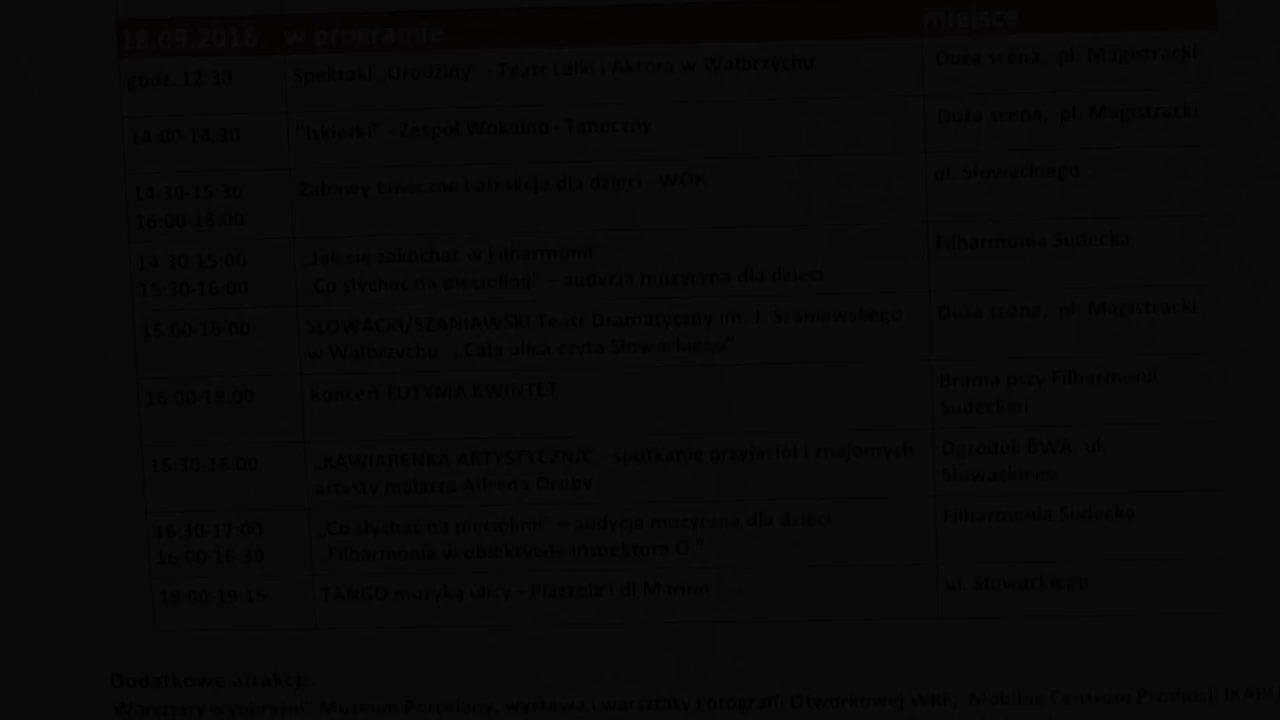 18.09.2016 w programie miejsce
godz. 12.30 Spektakl „Urodziny" - Teatr Lalki i Aktora w Wałbrzychu Duża scena, pl. Magistracki
14:00-14:30 "Iskierki" - Zespół Wokalno - Taneczny Duża scena, pl. Magistracki
14:30-15:30 Zabawy taneczne i atrakcje dla dzieci - WOK ul. Słowackiego
16:00-18:00
14:30-15:00 „Jak się zakochać w Filharmonii" Filharmonia Sudecka
15:30-16:00 „Co słychać na pięciolinii" – audycja muzyczna dla dzieci
15:00-16:00 SŁOWACKI/SZANIAWSKI Teatr Dramatyczny im. J. Szaniawskiego Duża scena, pl. Magistracki
w Wałbrzychu - „Cała ulica czyta Słowackiego"
16:00-18:00 Koncert TUTYNIA KWINTET Brama przy Filharmonii
Sudeckiej
16:30-18:00 „KAWIARENKA ARTYSTYCZNA" - spotkanie przyjaciół i znajomych Ogródek BWA, ul.
artysty malarza Alfreda Słowackiego
16:30-17:00 „Co słychać na pięciolinii" – audycja muzyczna dla dzieci Filharmonia Sudecka
16:00-16:30 „Filharmonia w obiektywie inspektora O."
18:00-19:15 TANGO muzyka ulicy – Piazzola i di Marino ul. Słowackiego
Dodatkowe atrakcje:
Muzeum Porcelany, wystawa i warsztaty Fotografii Otworkowej WKF, Mobilne Centrum Promocji